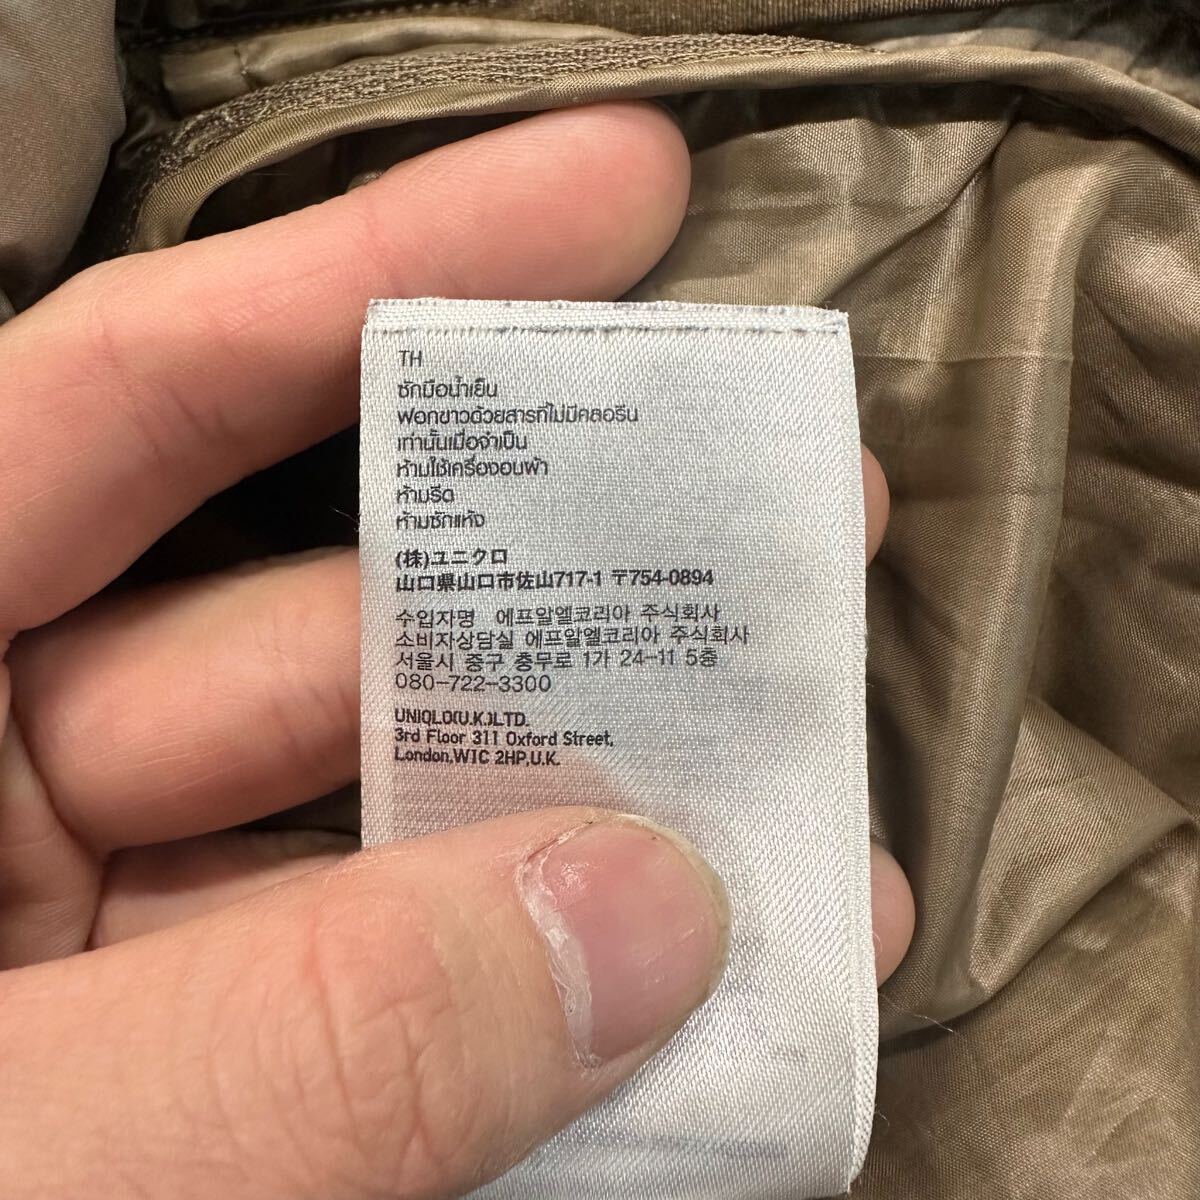 TH
ซักมือน้ำเย็น
ฟอกขาวด้วยสารที่ไม่มีคลอรีน
เท่านั้นเมื่อจำเป็น
ห้ามใช้เครื่องอบผ้า
ห้ามรีด
ห้ามซักแห้ง
(株)ユニクロ
山口県山口市佐山717-1 〒754-0894
수입자명 에프알엘코리아 주식회사
소비자상담실 에프알엘코리아 주식회사
서울시 중구 충무로 1가 24-11 5층
080-722-3300
UNIQLO(U.K.)LTD.
3rd Floor 311 Oxford Street,
London,W1C 2HP,U.K.